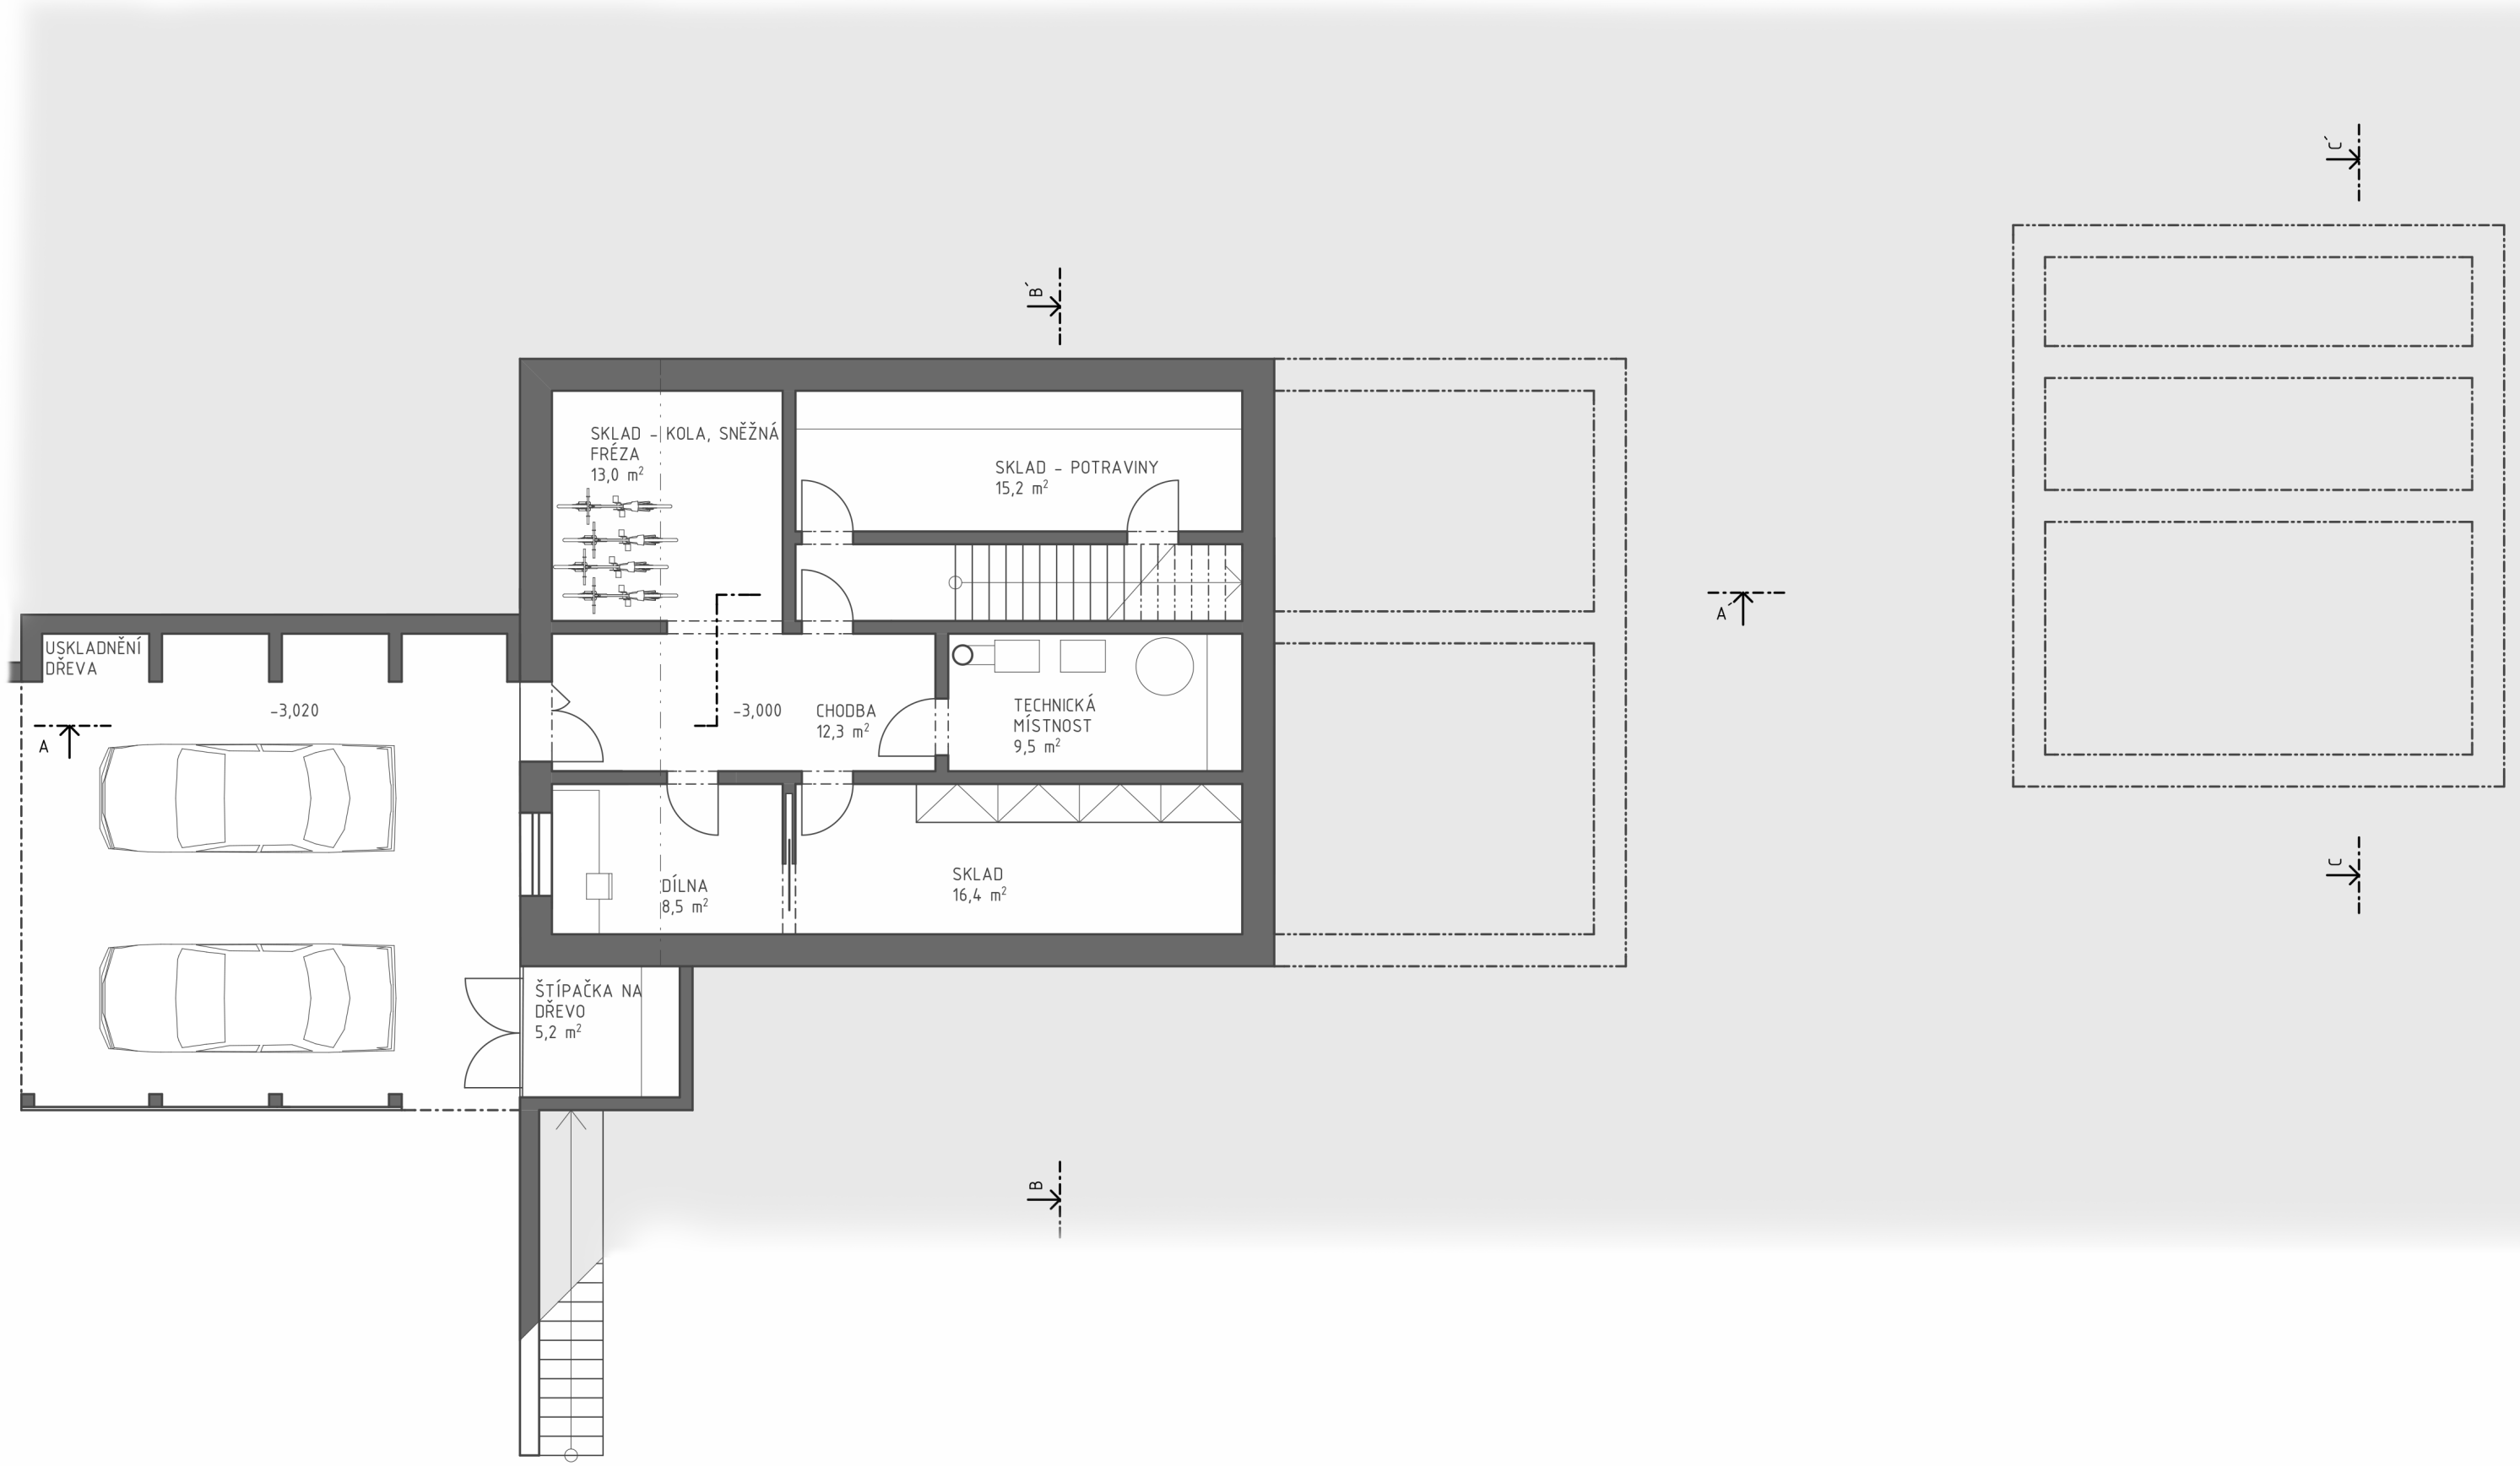 C´
B´
SKLAD - KOLA, SNĚŽNÁ
FRÉZA
13,0 m²
SKLAD - POTRAVINY
15,2 m²
A´
USKLADNĚNÍ
DŘEVA
-3,020
A
-3,000
CHODBA
12,3 m²
TECHNICKÁ
MÍSTNOST
9,5 m²
DÍLNA
8,5 m²
SKLAD
16,4 m²
C
ŠTÍPAČKA NA
DŘEVO
5,2 m²
B